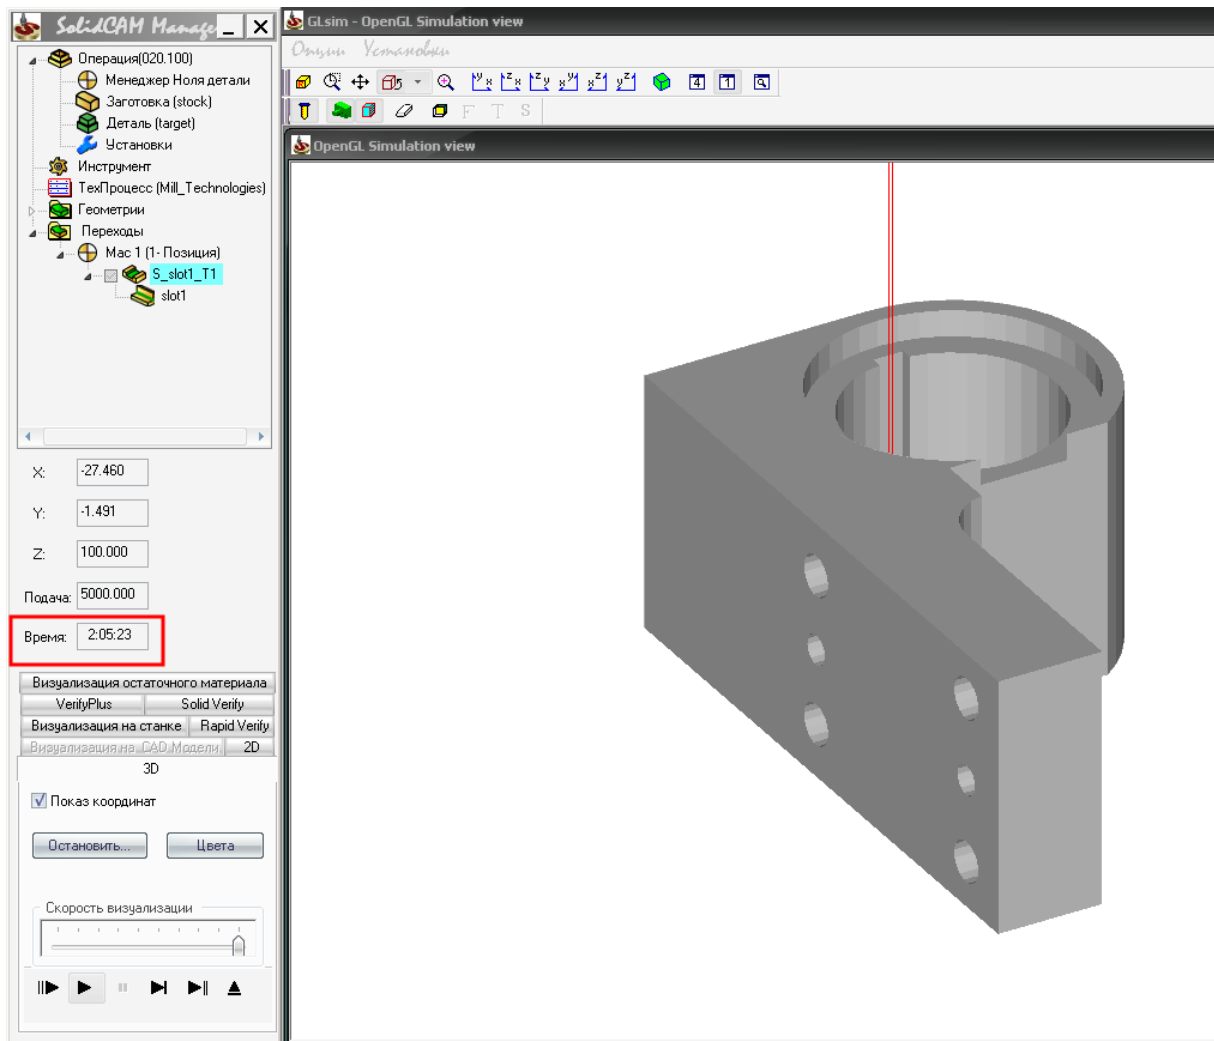 SolidCAM Manage
Операция(020.100)
Менеджер Ноля детали
Заготовка (stock)
Деталь (target)
Установки
Инструмент
ТехПроцесс (Mill_Technologies)
Геометрии
Переходы
Мас 1 (1- Позиция)
S_slot1_T1
slot1
X: -27.460
Y: -1.491
Z: 100.000
Подача: 5000.000
Время: 2:05:23
Визуализация остаточного материала
VerifyPlus Solid Verify
Визуализация на станке Rapid Verify
Визуализация на CAD Модели 2D
3D
Показ координат
Остановить... Цвета
Скорость визуализации
GLsim - OpenGL Simulation view
Опции Установки
y x z x z y x y x z y z 4 1
F T S
OpenGL Simulation view